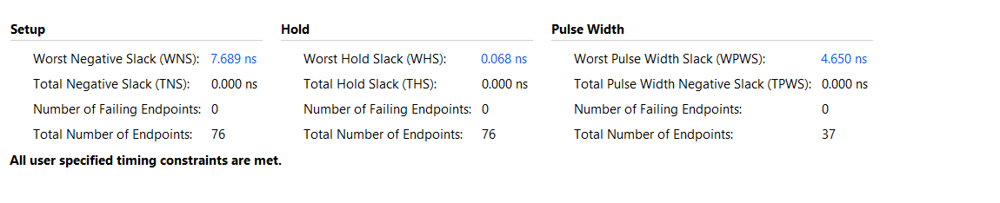 Setup Hold Pulse Width
Worst Negative Slack (WNS): 7.689 ns Worst Hold Slack (WHS): 0.068 ns Worst Pulse Width Slack (WPWS): 4.650 ns
Total Negative Slack (TNS): 0.000 ns Total Hold Slack (THS): 0.000 ns Total Pulse Width Negative Slack (TPWS): 0.000 ns
Number of Failing Endpoints: 0 Number of Failing Endpoints: 0 Number of Failing Endpoints: 0
Total Number of Endpoints: 76 Total Number of Endpoints: 76 Total Number of Endpoints: 37
All user specified timing constraints are met.